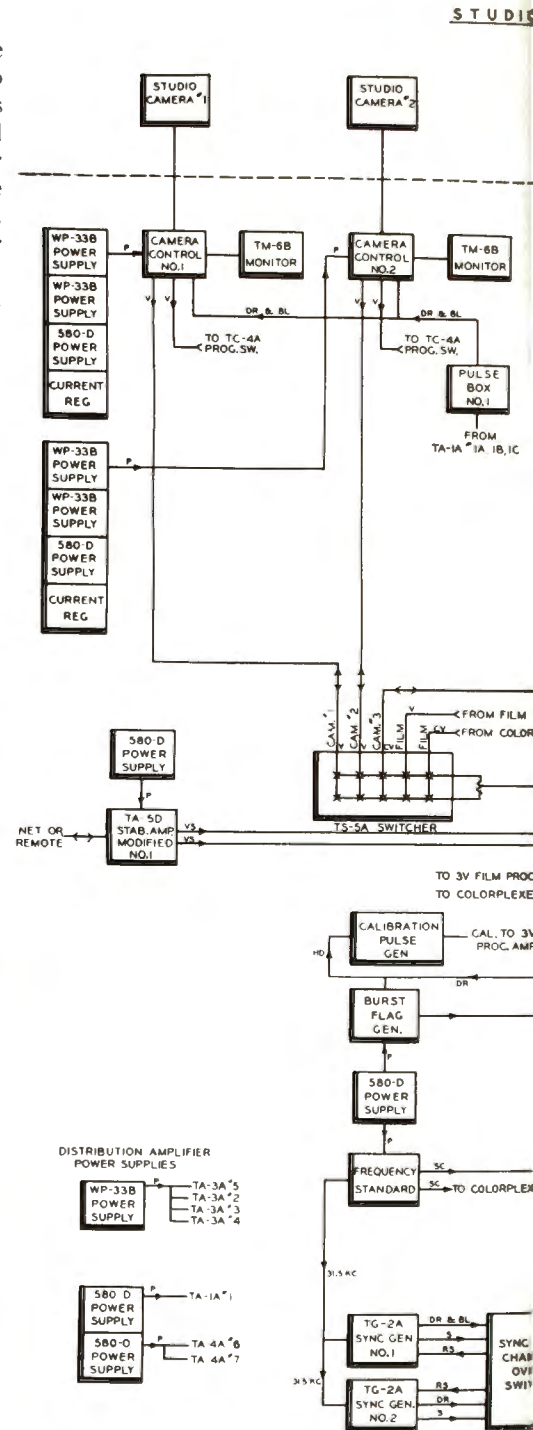 STUDIO
STUDIO
CAMERA #1
STUDIO
CAMERA #2
WP-33B
POWER
SUPPLY
WP-33B
POWER
SUPPLY
580-D
POWER
SUPPLY
CURRENT
REG
P
CAMERA
CONTROL
NO.1
TM-6B
MONITOR
P
CAMERA
CONTROL
NO.2
TM-6B
MONITOR
V
V
DR & BL
V
V
DR & BL
TO TC-4A
PROG.SW.
TO TC-4A
PROG.SW.
PULSE
BOX
NO.1
FROM
TA-1A #1A, 1B, 1C
WP-33B
POWER
SUPPLY
WP-33B
POWER
SUPPLY
580-D
POWER
SUPPLY
CURRENT
REG
P
CAM. #1
V
CAM. #2
V
CAM. #3
CV
FILM
V
FILM
CV
FROM FILM
FROM COLOR
TS-5A SWITCHER
580-D
POWER
SUPPLY
P
NET OR
REMOTE
TA-5D
STAB. AMP.
MODIFIED
NO.1
VS
VS
TO 3V FILM PROC
TO COLORPLEXE
CALIBRATION
PULSE
GEN
CAL. TO 3V
PROC. AMP
HD
DR
BURST
FLAG
GEN.
P
580-D
POWER
SUPPLY
P
FREQUENCY
STANDARD
SC
SC
TO COLORPLEX
DISTRIBUTION AMPLIFIER
POWER SUPPLIES
WP-33B
POWER
SUPPLY
P
TA-3A #5
TA-3A #2
TA-3A #3
TA-3A #4
31.5 KC
580 D
POWER
SUPPLY
580-D
POWER
SUPPLY
P
TA-1A #1
P
TA 4A #6
TA 4A #7
TG-2A
SYNC GEN
NO.1
DR & BL
S
RS
31.5 KC
TG-2A
SYNC GEN.
NO.2
RS
DR
S
SYNC
CHAN
OV
SWI